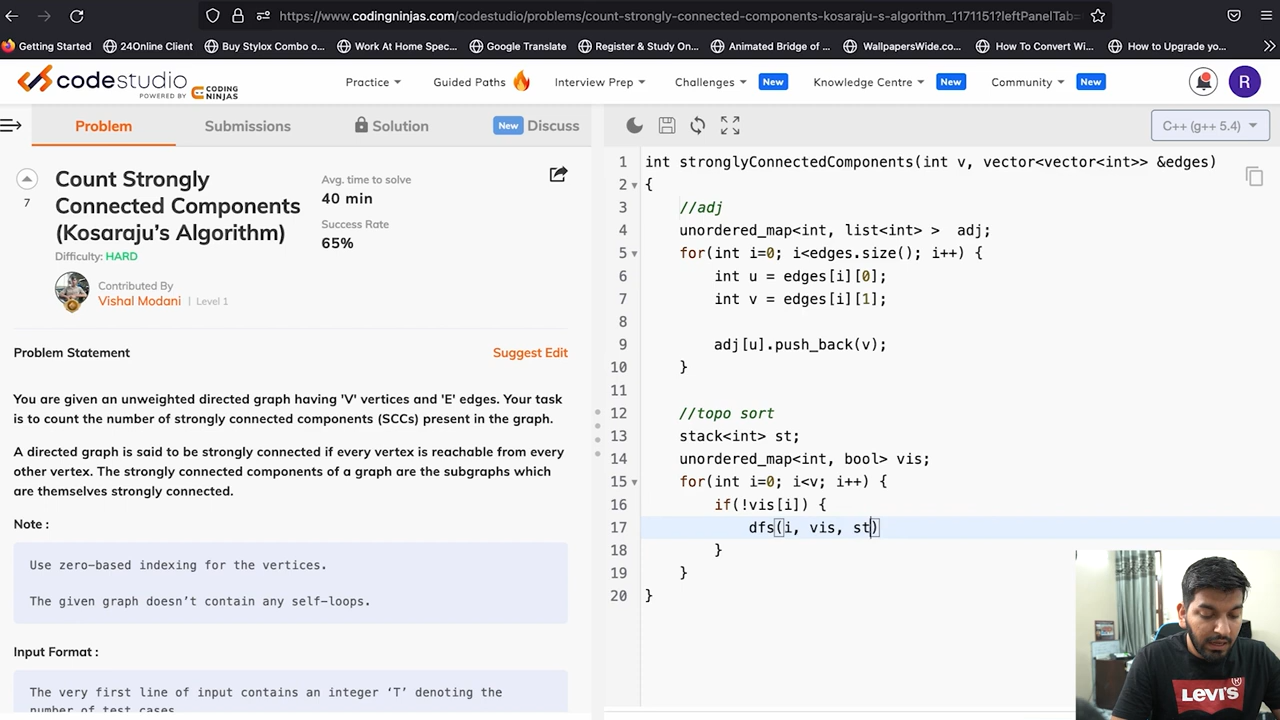 https://www.codingninjas.com/codestudio/problems/count-strongly-connected-components-kosaraju-s-algorithm_1171151?leftPanelTab=
Getting Started 24Online Client Buy Stylox Combo o... Work At Home Spec... Google Translate Register & Study On... Animated Bridge of ... WallpapersWide.co... How To Convert Wi... How to Upgrade yo...
codestudio
POWERED BY CODING NINJAS
Practice Guided Paths Interview Prep Challenges New Knowledge Centre New Community New R
Problem Submissions Solution New Discuss
C++ (g++ 5.4)
7
Count Strongly
Connected Components
(Kosaraju's Algorithm)
Difficulty: HARD
Avg. time to solve
40 min
Success Rate
65%
Contributed By
Vishal Modani | Level 1
Problem Statement Suggest Edit
You are given an unweighted directed graph having 'V' vertices and 'E' edges. Your task
is to count the number of strongly connected components (SCCs) present in the graph.
A directed graph is said to be strongly connected if every vertex is reachable from every
other vertex. The strongly connected components of a graph are the subgraphs which
are themselves strongly connected.
Note :
Use zero-based indexing for the vertices.
The given graph doesn’t contain any self-loops.
Input Format :
The very first line of input contains an integer ‘T’ denoting the
number of test cases.
1 int stronglyConnectedComponents(int v, vector<vector<int>> &edges)
2 {
3 //adj
4 unordered_map<int, list<int> > adj;
5 for(int i=0; i<edges.size(); i++) {
6 int u = edges[i][0];
7 int v = edges[i][1];
8
9 adj[u].push_back(v);
10 }
11
12 //topo sort
13 stack<int> st;
14 unordered_map<int, bool> vis;
15 for(int i=0; i<v; i++) {
16 if(!vis[i]) {
17 dfs(i, vis, st)
18 }
19 }
20 }
LEVI'S